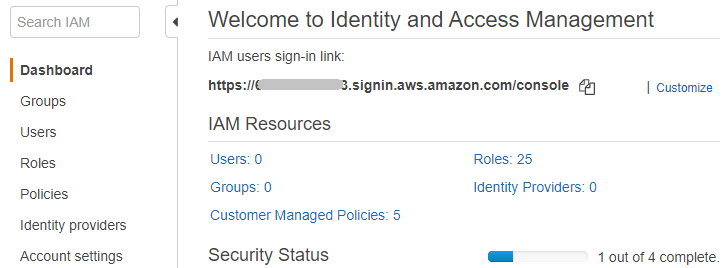 Search IAM
Dashboard
Groups
Users
Roles
Policies
Identity providers
Account settings
Welcome to Identity and Access Management
IAM users sign-in link:
https://6 3.signin.aws.amazon.com/console
| Customize
IAM Resources
Users: 0
Roles: 25
Groups: 0
Identity Providers: 0
Customer Managed Policies: 5
Security Status
1 out of 4 complete.